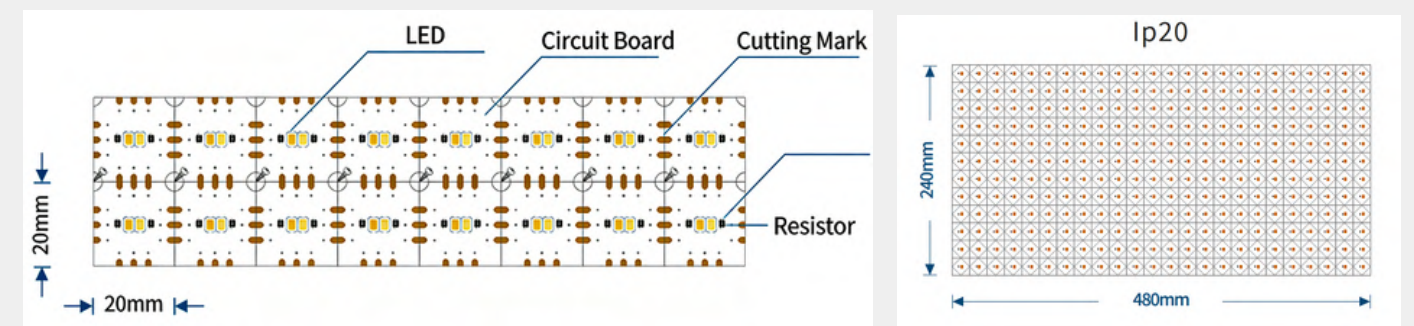 LED
Circuit Board
Cutting Mark
20mm
Resistor
20mm
Ip20
240mm
480mm